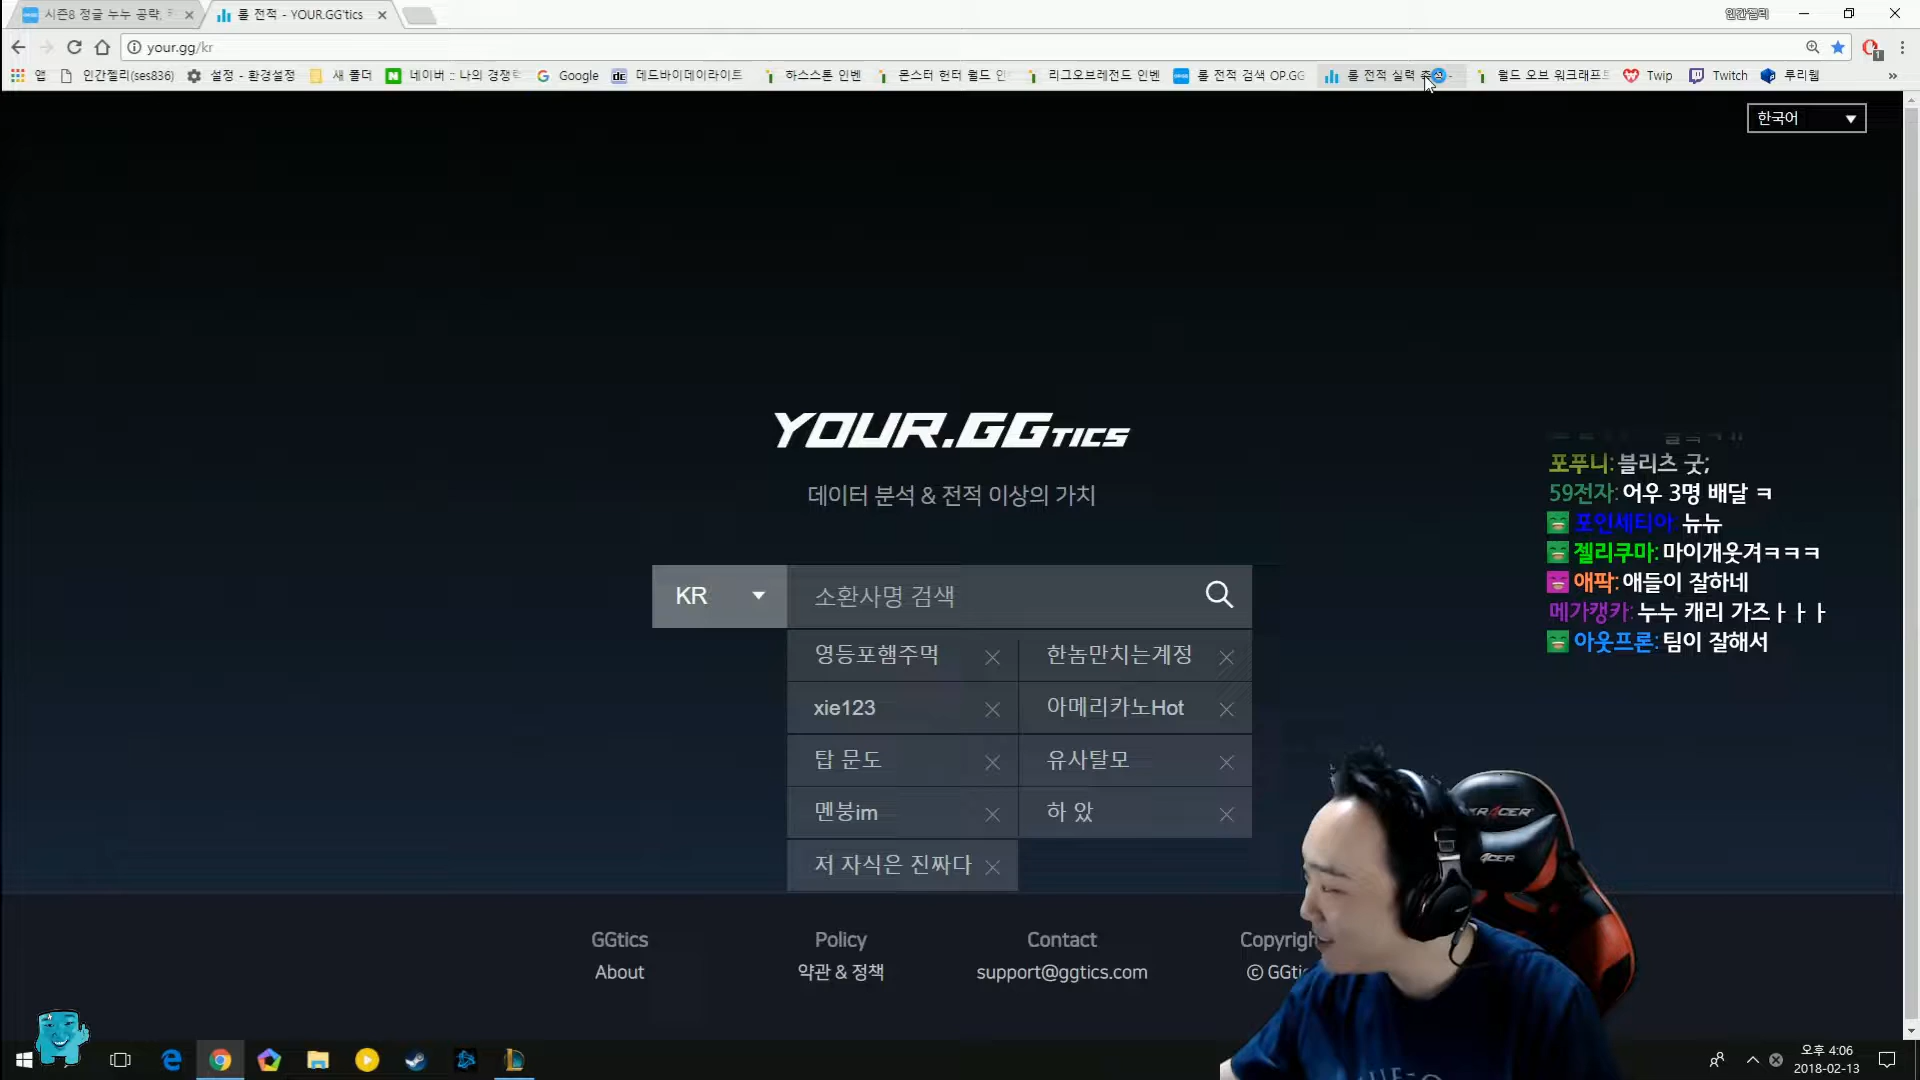 시즌8 정글 누누 공략,
롤 전적 - YOUR.GG'tics
인간젤리
your.gg/kr
앱
인간젤리(ses836)
설정 - 환경설정
새 폴더
네이버 :: 나의 경쟁
Google
데드바이데이라이트
하스스톤 인벤
몬스터 헌터 월드 인
리그오브레전드 인벤
롤 전적 검색 OP.GG
롤 전적 실력
월드 오브 워크래프트
Twip
Twitch
루리웹
»
한국어
YOUR.GGTICS
데이터 분석 & 전적 이상의 가치
KR
소환사명 검색
영등포햄주먹
한놈만치는계정
xie123
아메리카노Hot
탑 문도
유사탈모
멘붕im
하 았
저 자식은 진짜다
포푸니: 블리츠 굿;
59전자: 어우 3명 배달 ㅋ
포인세티아: 뉴뉴
젤리쿠마: 마이개웃겨ㅋㅋㅋ
애팍: 애들이 잘하네
메가캥카: 누누 캐리 가즈ㅏㅏㅏ
아웃프론: 팀이 잘해서
GGtics
Policy
Contact
About
약관 & 정책
support@ggtics.com
오후 4:06
2018-02-13